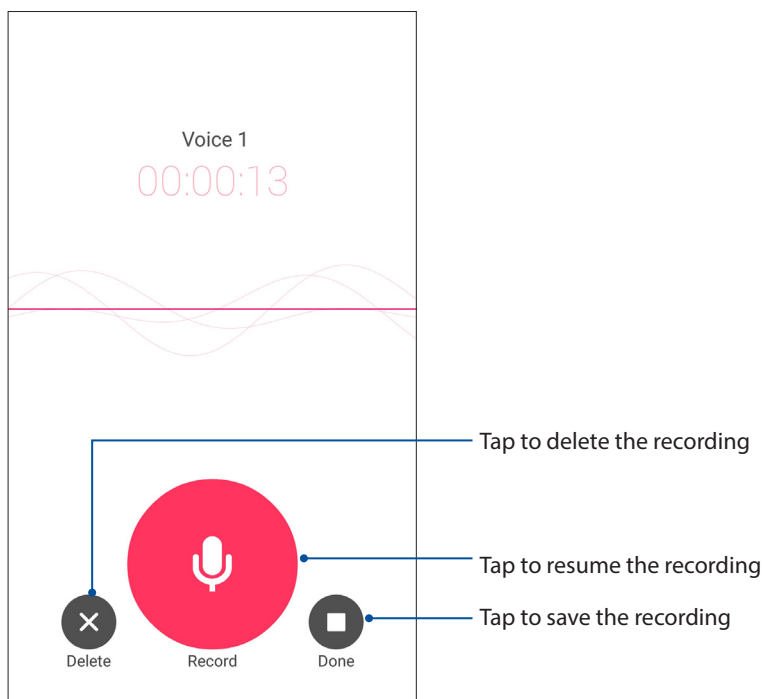 Voice 1
00:00:13
Tap to delete the recording
Tap to resume the recording
Tap to save the recording
Delete
Record
Done